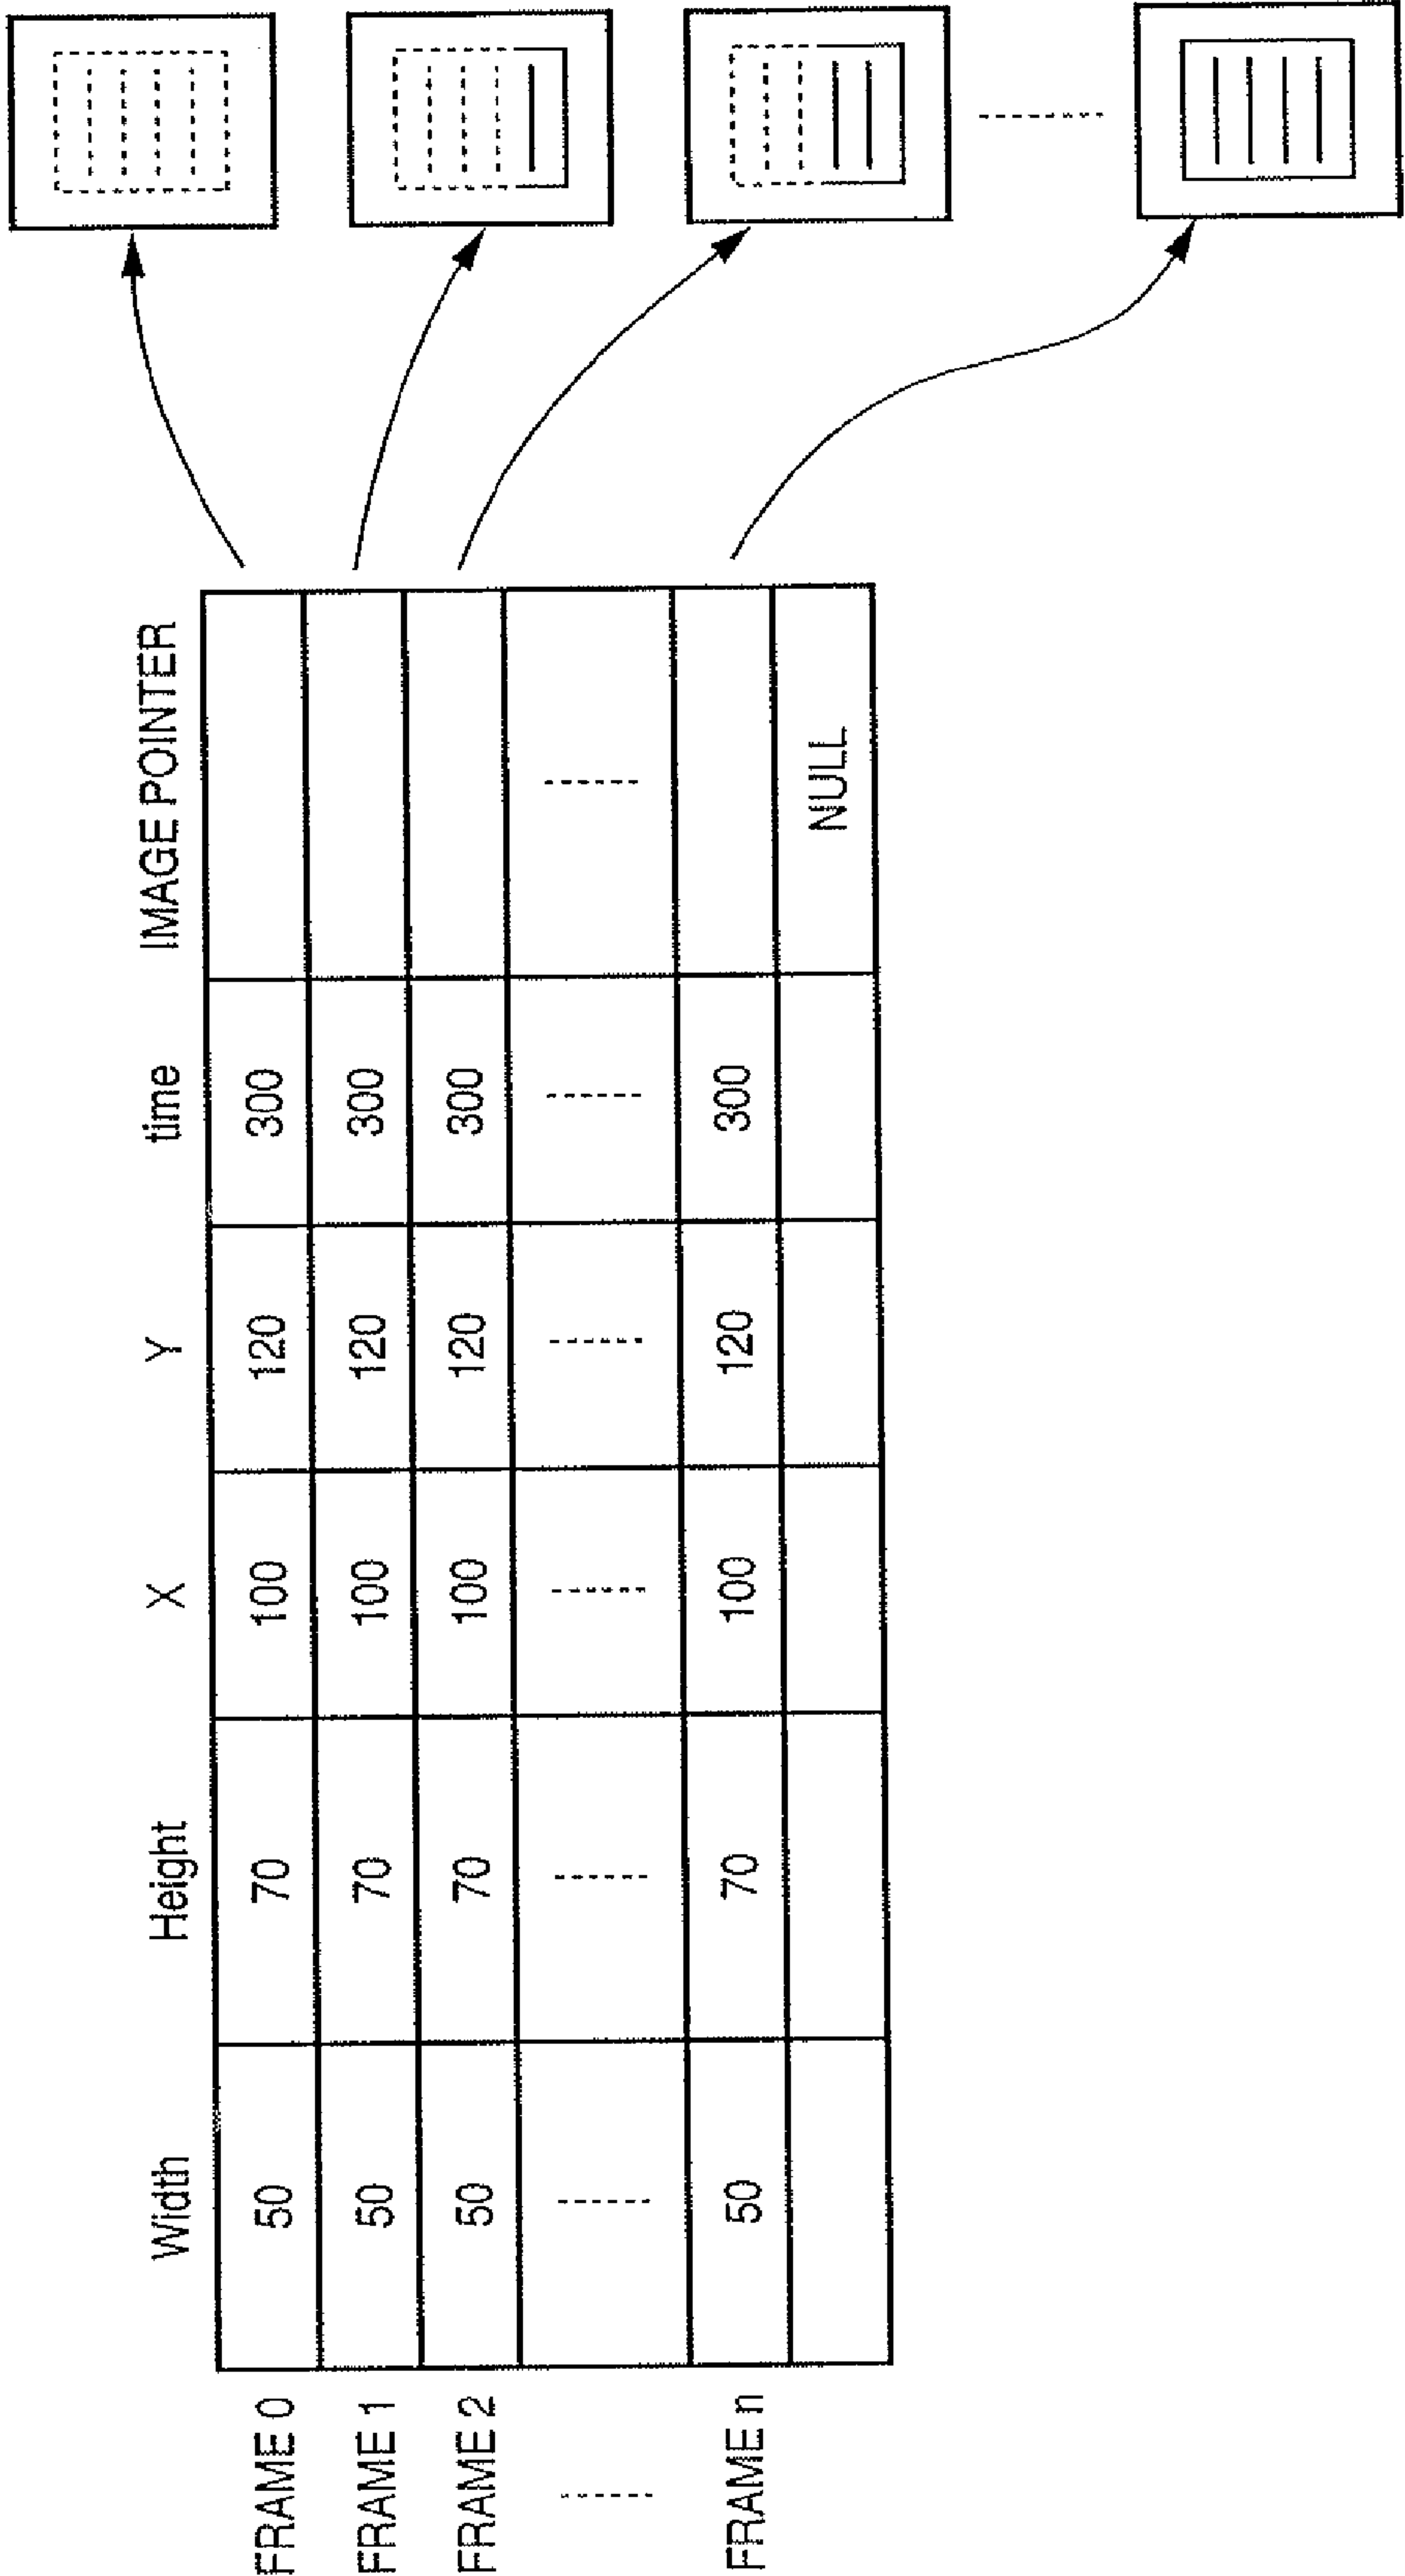 Width Height X Y time IMAGE POINTER
FRAME 0 50 70 100 120 300
FRAME 1 50 70 100 120 300
FRAME 2 50 70 100 120 300
FRAME n 50 70 100 120 300
NULL